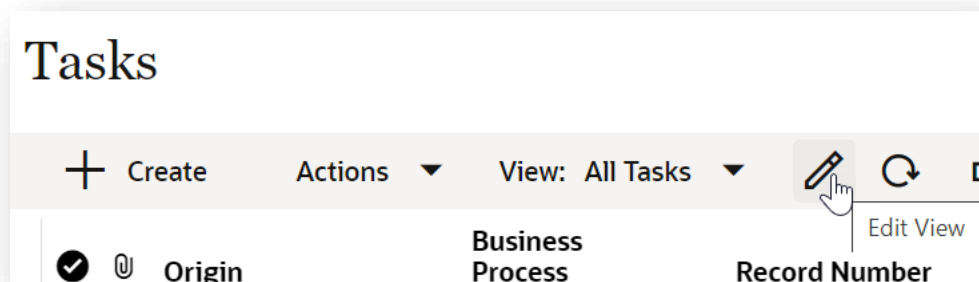 Tasks
Create Actions View: All Tasks
Edit View
Business
Origin Process Record Number